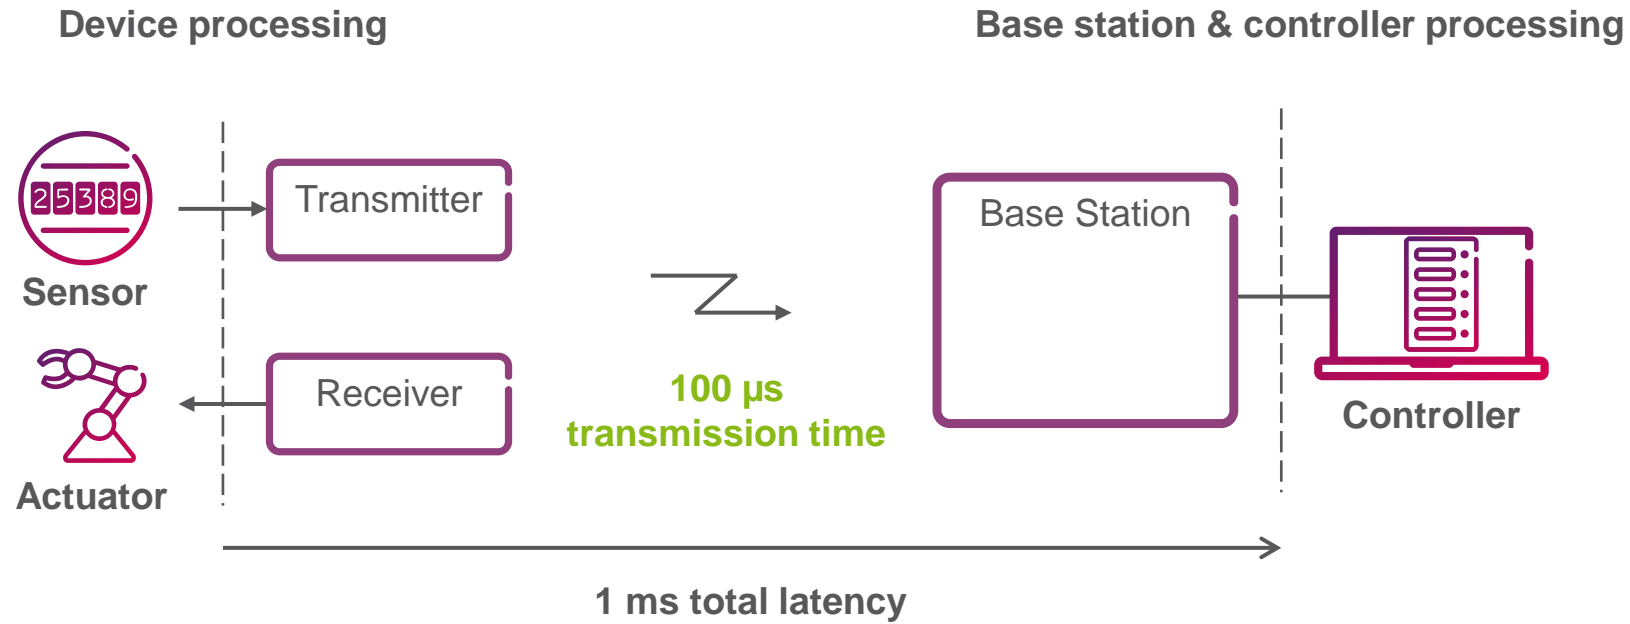 Device processing
Base station & controller processing
25389
Transmitter
Base Station
Sensor
Receiver
100 µs
transmission time
Controller
Actuator
1 ms total latency